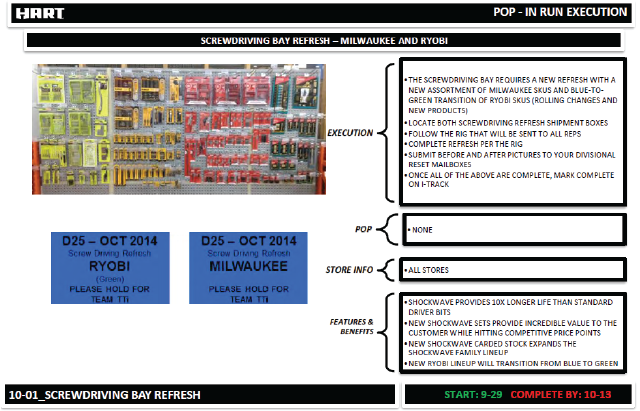 HART
POP - IN RUN EXECUTION
SCREWDRIVING BAY REFRESH – MILWAUKEE AND RYOBI
EXECUTION
•THE SCREWDRIVING BAY REQUIRES A NEW REFRESH WITH A
NEW ASSORTMENT OF MILWAUKEE SKUS AND BLUE-TO-
GREEN TRANSITION OF RYOBI SKUS (ROLLING CHANGES AND
NEW PRODUCTS)
•LOCATE BOTH SCREWDRIVING REFRESH SHIPMENT BOXES
•FOLLOW THE RIG THAT WILL BE SENT TO ALL REPS
•COMPLETE REFRESH PER THE RIG
•SUBMIT BEFORE AND AFTER PICTURES TO YOUR DIVISIONAL
RESET MAILBOXES
•ONCE ALL OF THE ABOVE ARE COMPLETE, MARK COMPLETE
ON I-TRACK
POP
•NONE
D25 – OCT 2014
Screw Driving Refresh
RYOBI
(Green)
PLEASE HOLD FOR
TEAM TTi
D25 – OCT 2014
Screw Driving Refresh
MILWAUKEE
PLEASE HOLD FOR
TEAM TTi
STORE INFO
•ALL STORES
FEATURES &
BENEFITS
•SHOCKWAVE PROVIDES 10X LONGER LIFE THAN STANDARD
DRIVER BITS
•NEW SHOCKWAVE SETS PROVIDE INCREDIBLE VALUE TO THE
CUSTOMER WHILE HITTING COMPETITIVE PRICE POINTS
•NEW SHOCKWAVE CARDED STOCK EXPANDS THE
SHOCKWAVE FAMILY LINEUP
•NEW RYOBI LINEUP WILL TRANSITION FROM BLUE TO GREEN
10-01_SCREWDRIVING BAY REFRESH
START: 9-29 COMPLETE BY: 10-13